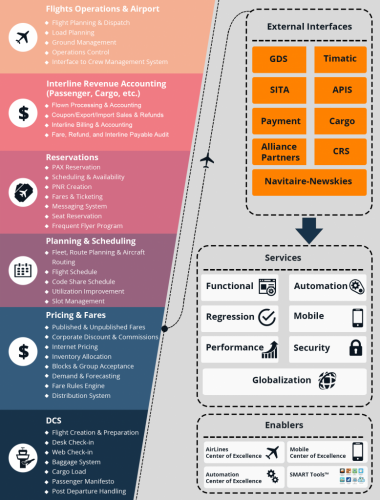 Flights Operations & Airport
Flight Planning & Dispatch
Load Planning
Ground Management
Operations Control
Interface to Crew Management System
Interline Revenue Accounting
(Passenger, Cargo, etc.)
Flown Processing & Accounting
Coupon/Export/Import Sales & Refunds
Interline Billing & Accounting
Fare, Refund, and Interline Payable Audit
Reservations
PAX Reservation
Scheduling & Availability
PNR Creation
Fares & Ticketing
Messaging System
Seat Reservation
Frequent Flyer Program
Planning & Scheduling
Fleet, Route Planning & Aircraft
Routing
Flight Schedule
Code Share Schedule
Utilization Improvement
Slot Management
Pricing & Fares
Published & Unpublished Fares
Corporate Discount & Commissions
Internet Pricing
Inventory Allocation
Blocks & Group Acceptance
Demand & Forecasting
Fare Rules Engine
Distribution System
DCS
Flight Creation & Preparation
Desk Check-in
Web Check-in
Baggage System
Cargo Load
Passenger Manifesto
Post Departure Handling
External Interfaces
GDS
Timatic
SITA
APIS
Payment
Cargo
Alliance
Partners
CRS
Navitaire-Newskies
Services
Functional
Automation
Regression
Mobile
Performance
Security
Globalization
Enablers
AirLines
Center of Excellence
Mobile
Center of Excellence
Automation
Center of Excellence
SMART Tools™